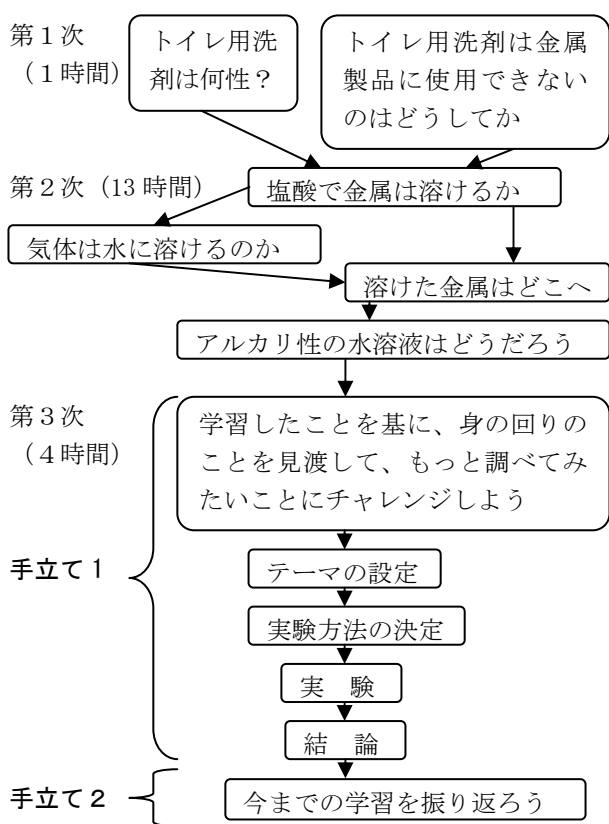 第１次
（１時間）
トイレ用洗
剤は何性？
トイレ用洗剤は金属
製品に使用できない
のはどうしてか
第２次（13 時間）
塩酸で金属は溶けるか
気体は水に溶けるのか
溶けた金属はどこへ
アルカリ性の水溶液はどうだろう
第３次
（４時間）
学習したことを基に、身の回りの
ことを見渡して、もっと調べてみ
たいことにチャレンジしよう
手立て１
テーマの設定
実験方法の決定
実　験
結　論
手立て２
今までの学習を振り返ろう